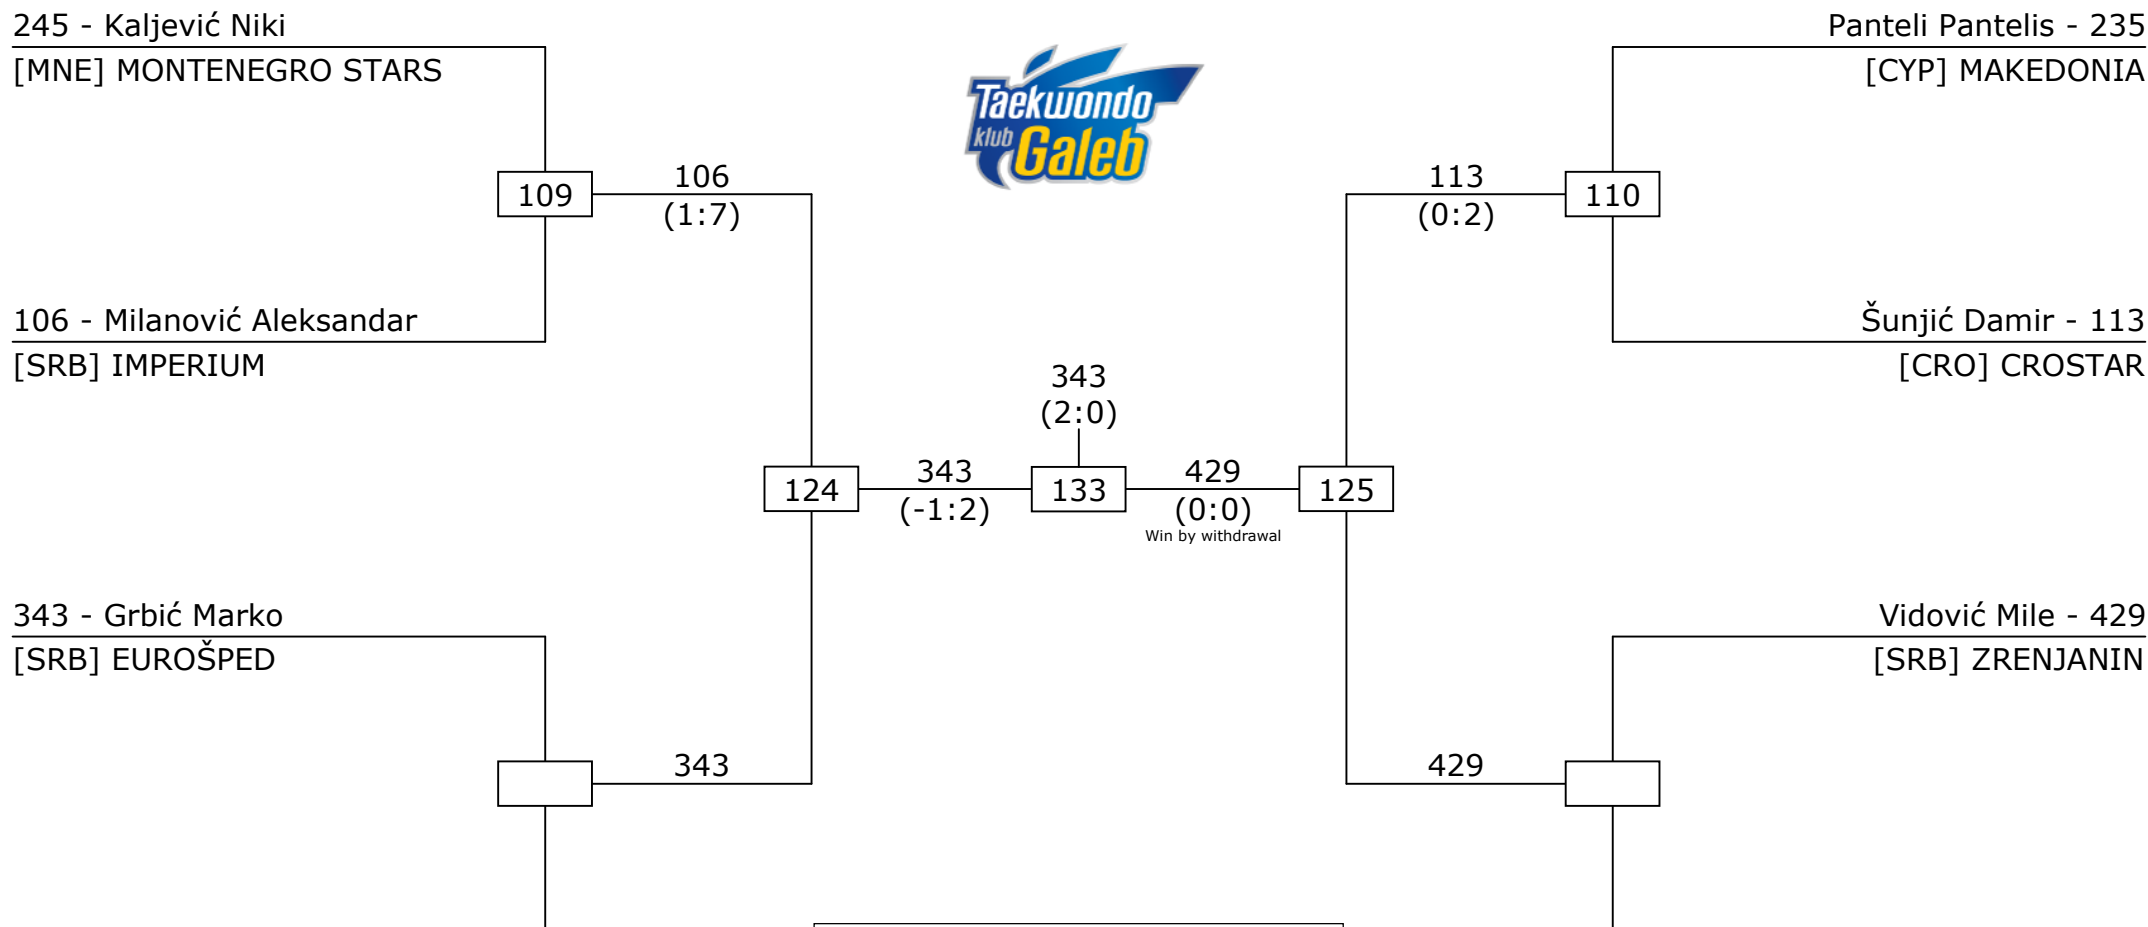 245 - Kaljević Niki
[MNE] MONTENEGRO STARS
Panteli Pantelis - 235
[CYP] MAKEDONIA
Taekwondo
klub
Galeb
109
106
(1:7)
113
(0:2)
110
106 - Milanović Aleksandar
[SRB] IMPERIUM
Šunjić Damir - 113
[CRO] CROSTAR
343
(2:0)
124
343
(-1:2)
133
429
(0:0)
Win by withdrawal
125
343 - Grbić Marko
[SRB] EUROŠPED
Vidović Mile - 429
[SRB] ZRENJANIN
343
429